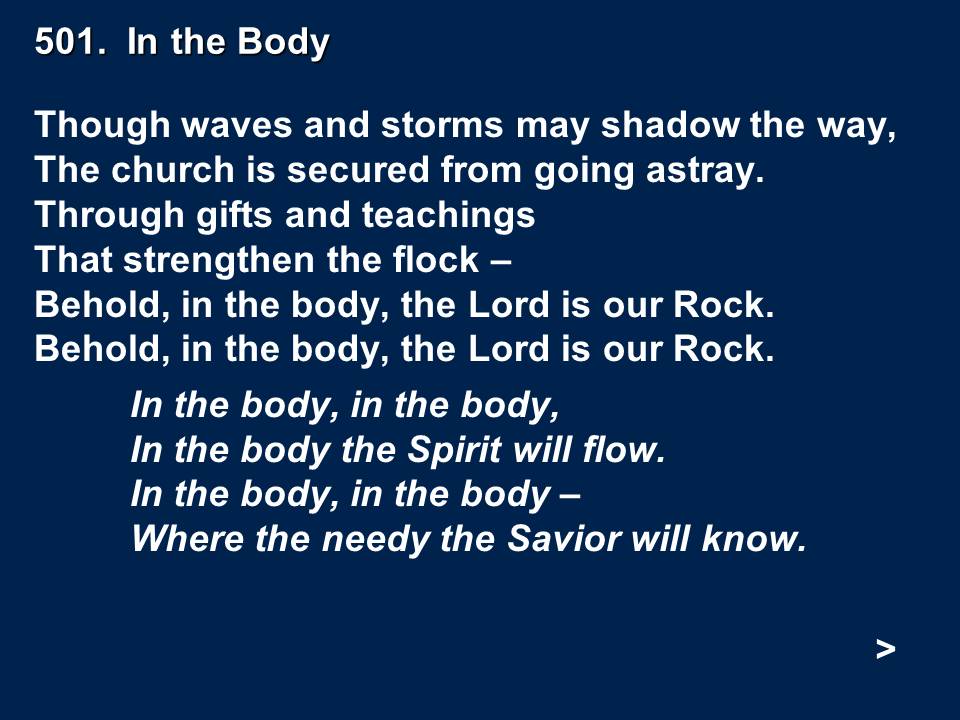 501.  In the Body
Though waves and storms may shadow the way,
The church is secured from going astray.
Through gifts and teachings
That strengthen the flock –
Behold, in the body, the Lord is our Rock.
Behold, in the body, the Lord is our Rock.
In the body, in the body,
In the body the Spirit will flow.
In the body, in the body –
Where the needy the Savior will know.
>